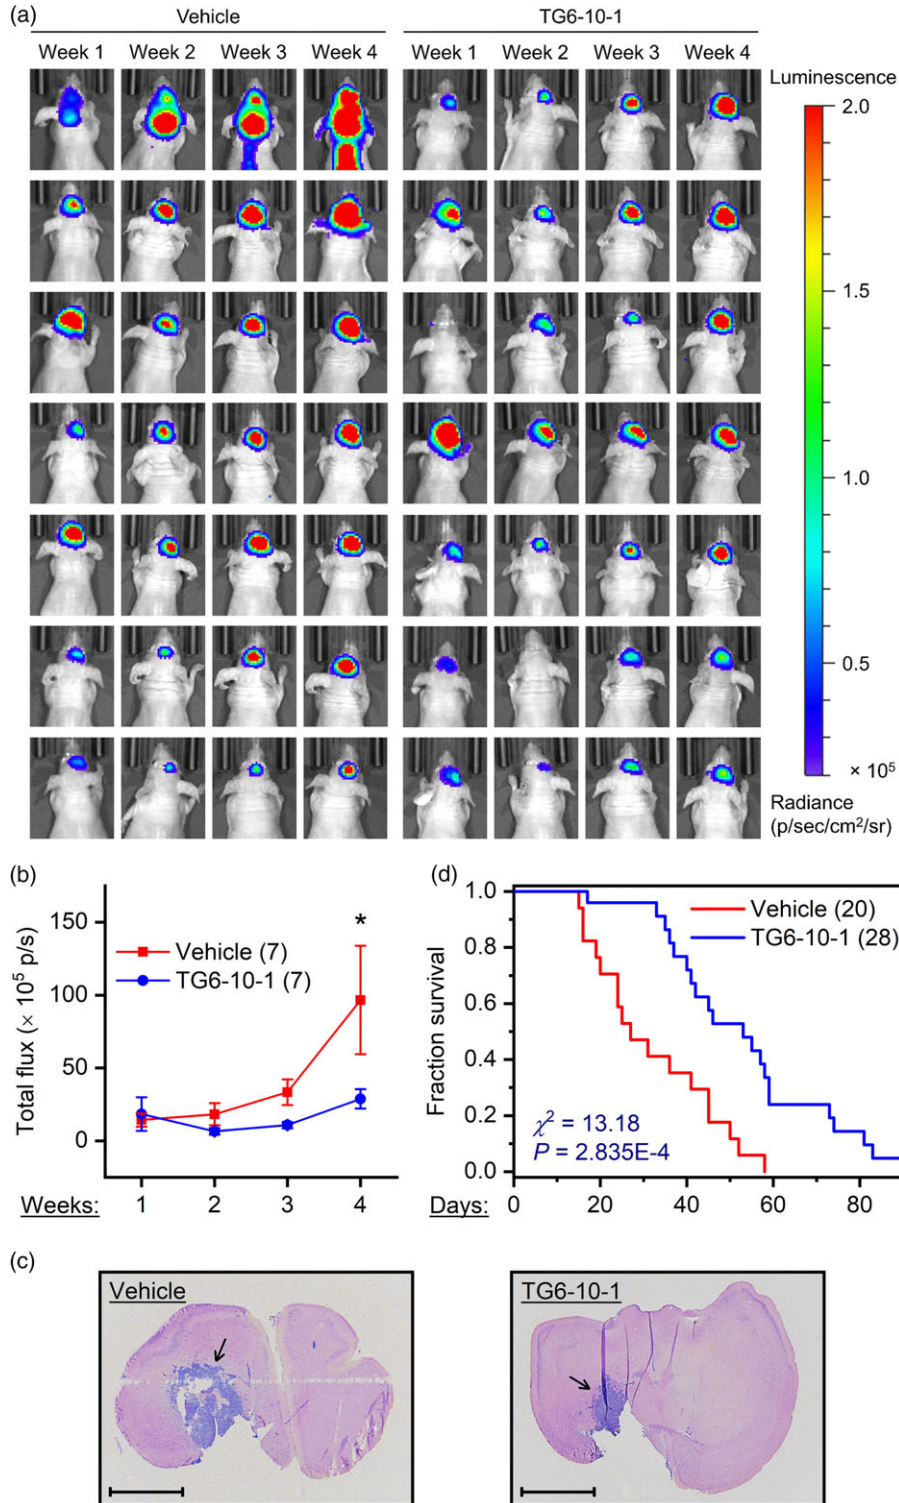 (a)
Vehicle TG6-10-1
Week 1 Week 2 Week 3 Week 4 Week 1 Week 2 Week 3 Week 4
Luminescence
2.0
1.5
1.0
0.5
× 10⁵
Radiance
(p/sec/cm²/sr)
(b)
150
100
50
0
Total flux (× 10⁵ p/s)
*
Vehicle (7)
TG6-10-1 (7)
Weeks: 1 2 3 4
(d)
1.0
0.8
0.6
0.4
0.2
0.0
Fraction survival
Vehicle (20)
TG6-10-1 (28)
χ² = 13.18
P = 2.835E-4
Days: 0 20 40 60 80
(c)
Vehicle
TG6-10-1